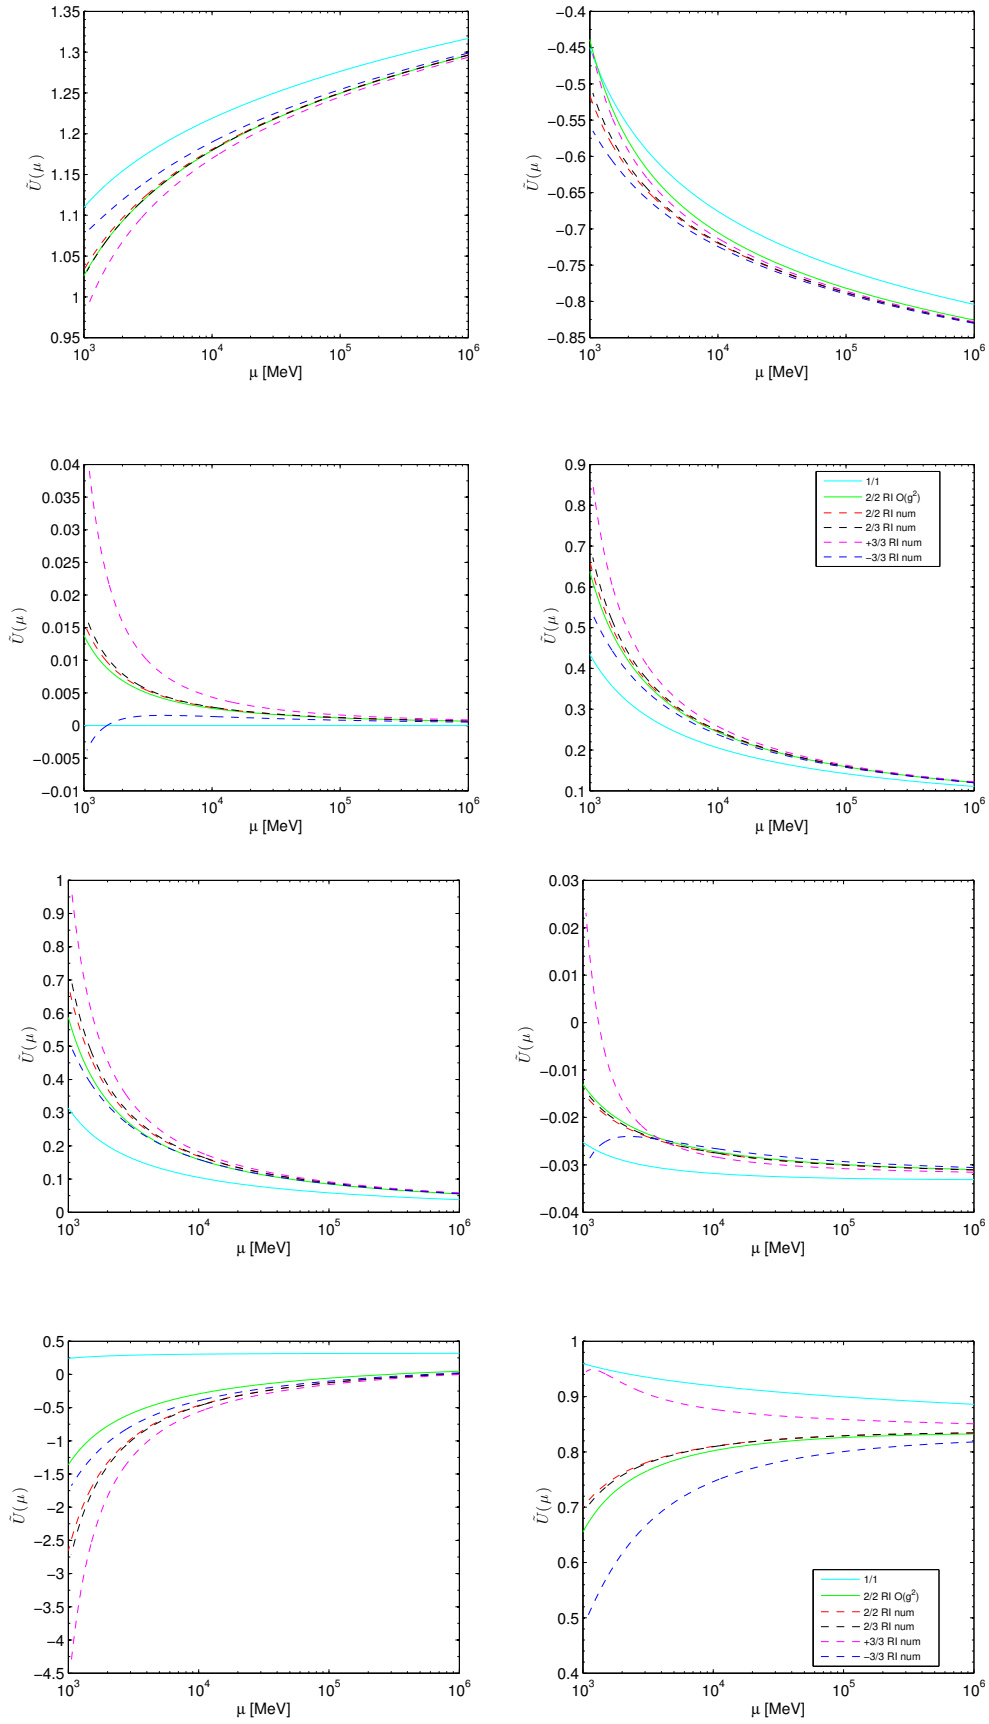 1.35
1.3
1.25
1.2
1.15
1.1
1.05
1
0.95
Ũ(μ)
10³ 10⁴ 10⁵ 10⁶
μ [MeV]
−0.4
−0.45
−0.5
−0.55
−0.6
−0.65
−0.7
−0.75
−0.8
−0.85
Ũ(μ)
10³ 10⁴ 10⁵ 10⁶
μ [MeV]
0.04
0.035
0.03
0.025
0.02
0.015
0.01
0.005
0
−0.005
−0.01
Ũ(μ)
10³ 10⁴ 10⁵ 10⁶
μ [MeV]
0.9
0.8
0.7
0.6
0.5
0.4
0.3
0.2
0.1
Ũ(μ)
1/1
2/2 RI O(g²)
2/2 RI num
2/3 RI num
+3/3 RI num
−3/3 RI num
10³ 10⁴ 10⁵ 10⁶
μ [MeV]
1
0.9
0.8
0.7
0.6
0.5
0.4
0.3
0.2
0.1
0
Ũ(μ)
10³ 10⁴ 10⁵ 10⁶
μ [MeV]
0.03
0.02
0.01
0
−0.01
−0.02
−0.03
−0.04
Ũ(μ)
10³ 10⁴ 10⁵ 10⁶
μ [MeV]
0.5
0
−0.5
−1
−1.5
−2
−2.5
−3
−3.5
−4
−4.5
Ũ(μ)
10³ 10⁴ 10⁵ 10⁶
μ [MeV]
1
0.9
0.8
0.7
0.6
0.5
0.4
Ũ(μ)
1/1
2/2 RI O(g²)
2/2 RI num
2/3 RI num
+3/3 RI num
−3/3 RI num
10³ 10⁴ 10⁵ 10⁶
μ [MeV]